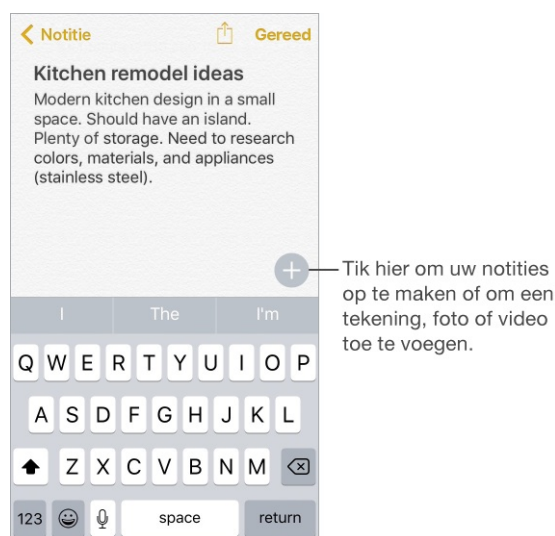 Notitie Gereed
Kitchen remodel ideas
Modern kitchen design in a small
space. Should have an island.
Plenty of storage. Need to research
colors, materials, and appliances
(stainless steel).
Tik hier om uw notities
op te maken of om een
tekening, foto of video
toe te voegen.
I The I'm
Q W E R T Y U I O P
A S D F G H J K L
Z X C V B N M
123 space return